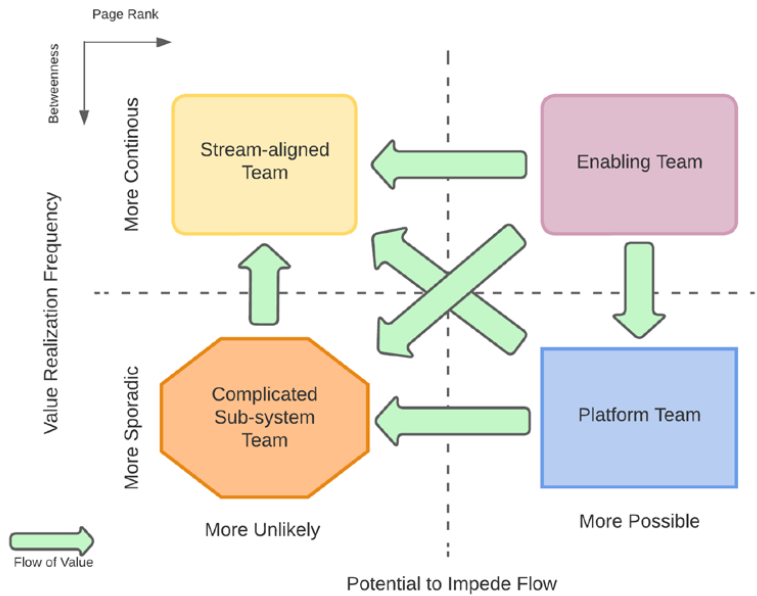 Page Rank
Betweenness
Value Realization Frequency
More Continous
More Sporadic
Stream-aligned
Team
Enabling Team
Complicated
Sub-system
Team
Platform Team
More Unlikely
More Possible
Flow of Value
Potential to Impede Flow